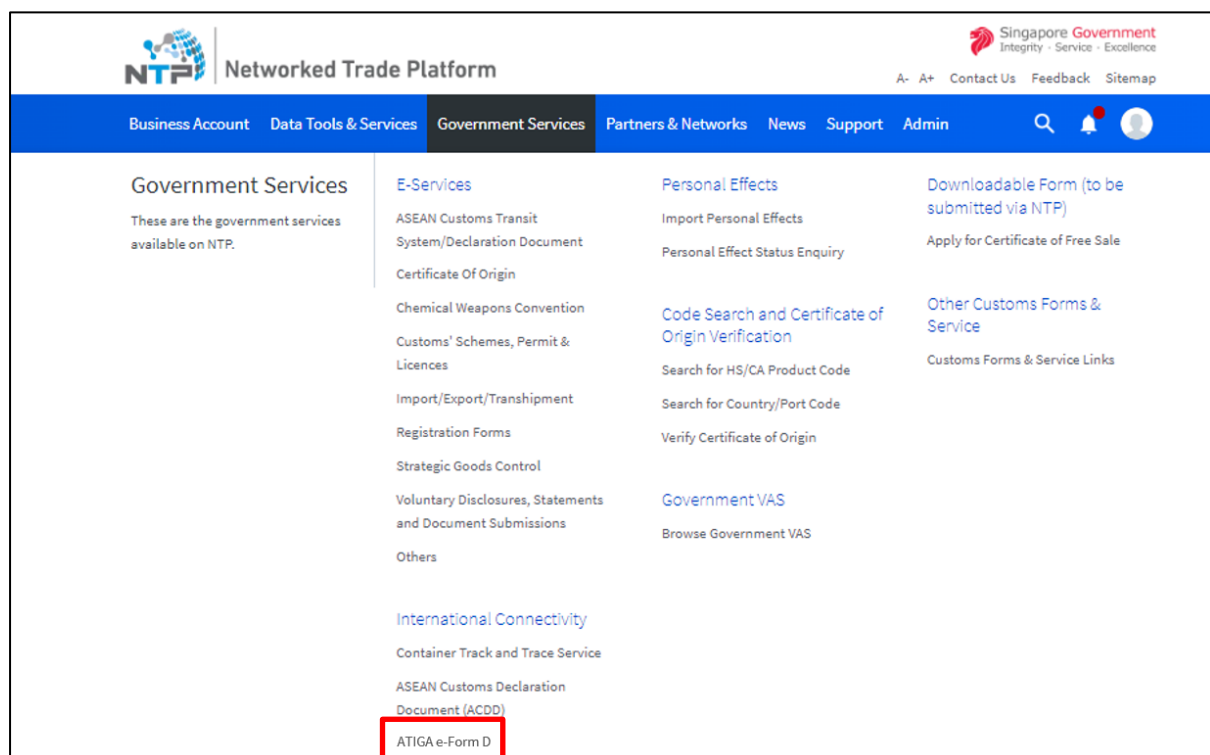 NTP
Networked Trade Platform
Singapore Government
Integrity · Service · Excellence
A- A+ Contact Us Feedback Sitemap
Business Account Data Tools & Services Government Services Partners & Networks News Support Admin
Government Services
These are the government services
available on NTP.
E-Services
ASEAN Customs Transit
System/Declaration Document
Certificate Of Origin
Chemical Weapons Convention
Customs' Schemes, Permit &
Licences
Import/Export/Transhipment
Registration Forms
Strategic Goods Control
Voluntary Disclosures, Statements
and Document Submissions
Others
International Connectivity
Container Track and Trace Service
ASEAN Customs Declaration
Document (ACDD)
ATIGA e-Form D
Personal Effects
Import Personal Effects
Personal Effect Status Enquiry
Code Search and Certificate of
Origin Verification
Search for HS/CA Product Code
Search for Country/Port Code
Verify Certificate of Origin
Government VAS
Browse Government VAS
Downloadable Form (to be
submitted via NTP)
Apply for Certificate of Free Sale
Other Customs Forms &
Service
Customs Forms & Service Links